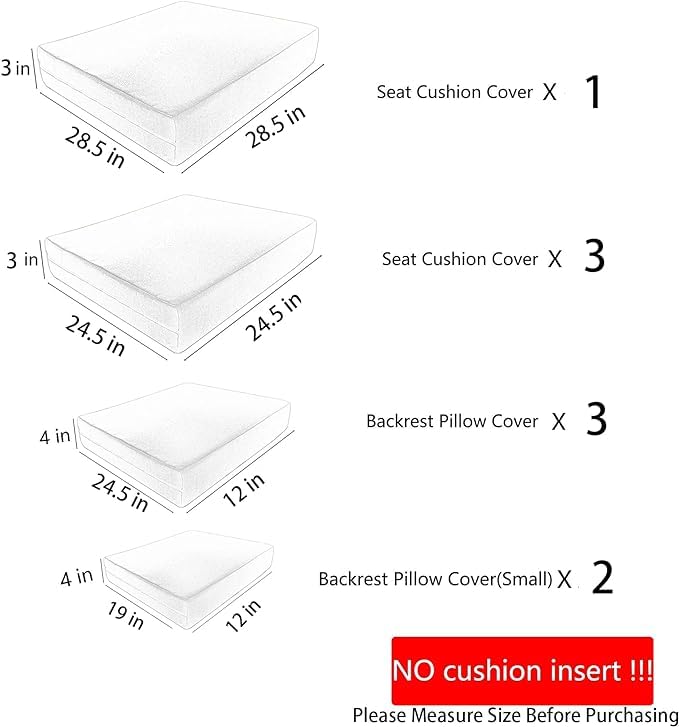 3 in
28.5 in
28.5 in
Seat Cushion Cover X 1
3 in
24.5 in
24.5 in
Seat Cushion Cover X 3
4 in
24.5 in
12 in
Backrest Pillow Cover X 3
4 in
19 in
12 in
Backrest Pillow Cover(Small) X 2
NO cushion insert !!!
Please Measure Size Before Purchasing